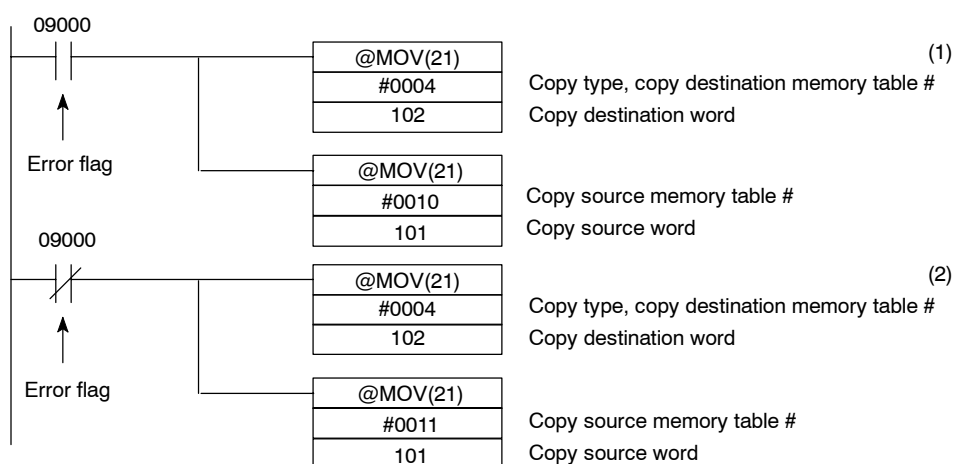 09000
@MOV(21) (1)
#0004 Copy type, copy destination memory table #
102 Copy destination word
Error flag
@MOV(21)
#0010 Copy source memory table #
101 Copy source word
09000
@MOV(21) (2)
#0004 Copy type, copy destination memory table #
102 Copy destination word
Error flag
@MOV(21)
#0011 Copy source memory table #
101 Copy source word